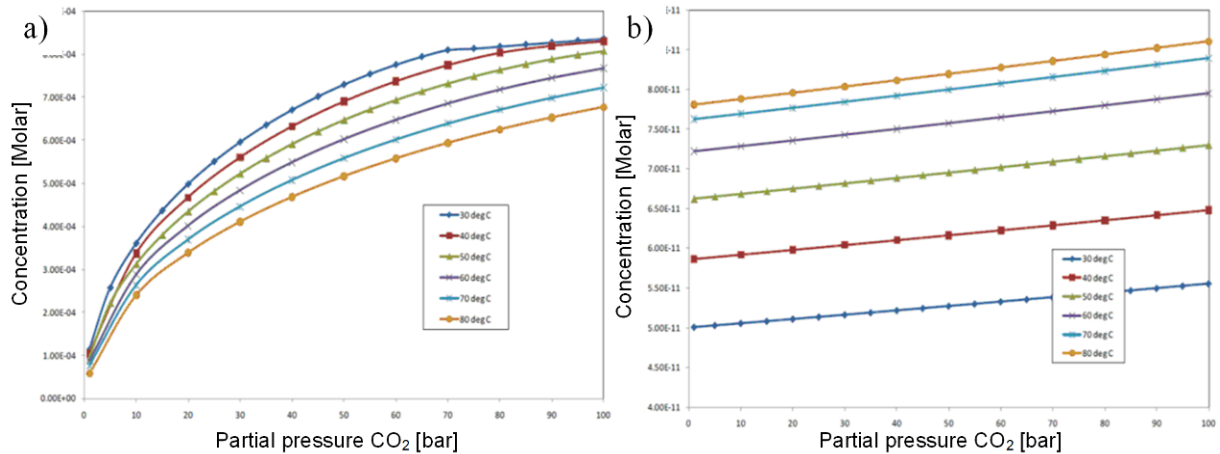 a)
Concentration [Molar]
7.00E-04
6.00E-04
5.00E-04
4.00E-04
3.00E-04
2.00E-04
1.00E-04
0.00E+00
0 10 20 30 40 50 60 70 80 90 100
Partial pressure CO₂ [bar]
30 deg C
40 deg C
50 deg C
60 deg C
70 deg C
80 deg C
b)
Concentration [Molar]
8.00E-11
7.50E-11
7.00E-11
6.50E-11
6.00E-11
5.50E-11
5.00E-11
4.50E-11
4.00E-11
0 10 20 30 40 50 60 70 80 90 100
Partial pressure CO₂ [bar]
30 deg C
40 deg C
50 deg C
60 deg C
70 deg C
80 deg C